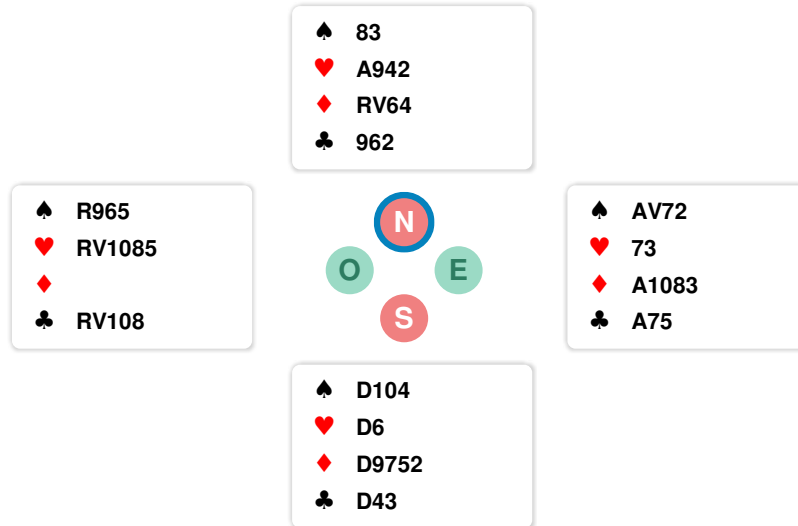 ♠ 83
♥ A942
♦ RV64
♣ 962
♠ R965
♥ RV1085
♦
♣ RV108
N
O E
S
♠ AV72
♥ 73
♦ A1083
♣ A75
♠ D104
♥ D6
♦ D9752
♣ D43